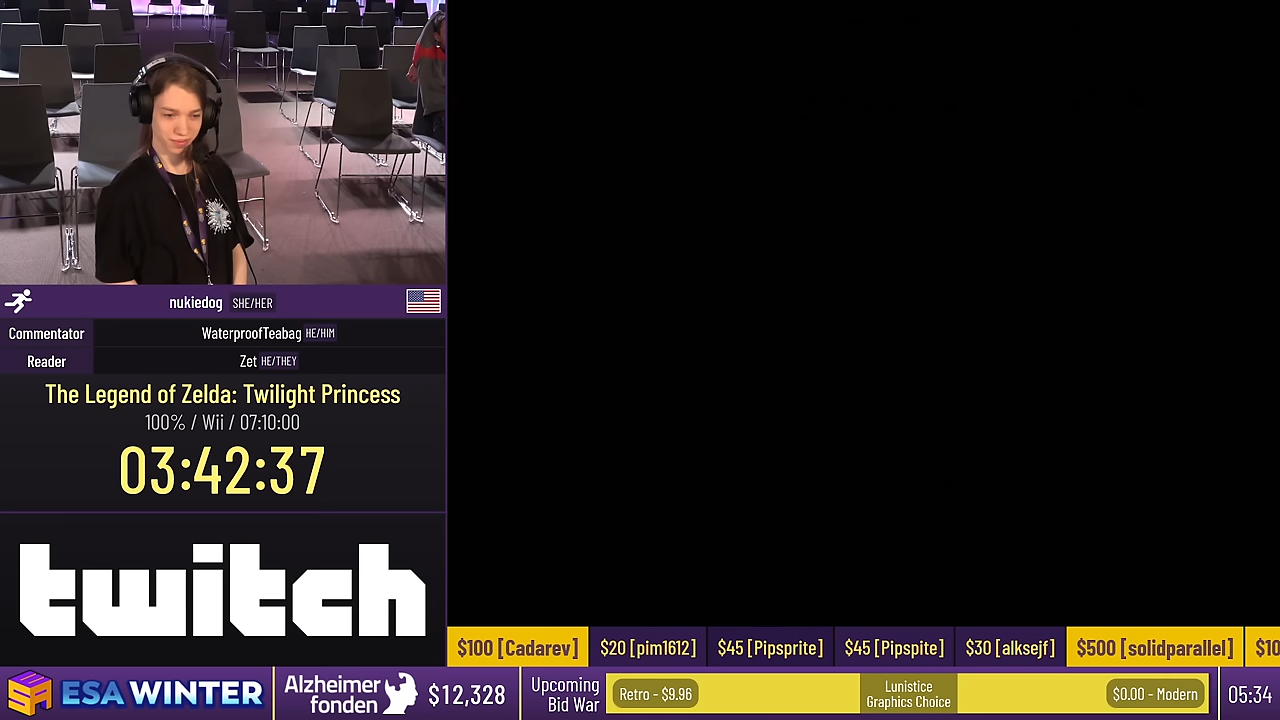 nukiedog SHE/HER
Commentator WaterproofTeabag HE/HIM
Reader Zet HE/THEY
The Legend of Zelda: Twilight Princess
100% / Wii / 07:10:00
03:42:37
twitch
$100 [Cadarev] $20 [pim1612] $45 [Pipsprite] $45 [Pipspite] $30 [alksejf] $500 [solidparallel] $10
ESA WINTER
Alzheimer
fonden
$12,328
Upcoming
Bid War
Retro - $9.96
Lunistice
Graphics Choice
$0.00 - Modern
05:34